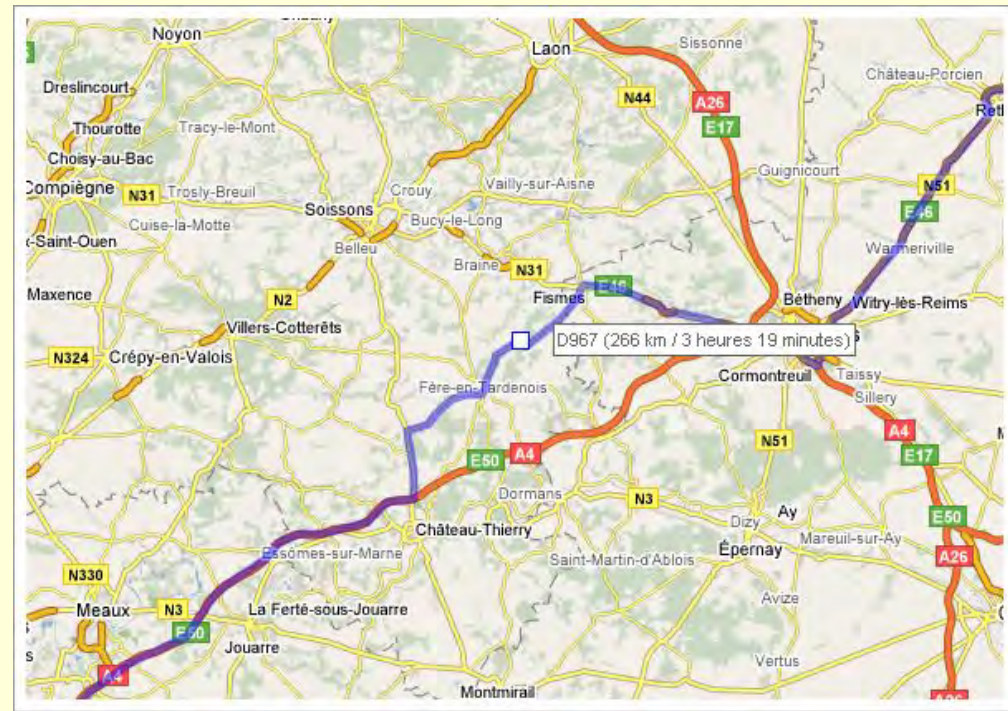 Noyon
Laon
Sissonne
Château-Porcien
Dreslincourt
N44
A26
E17
Thourotte
Tracy-le-Mont
Choisy-au-Bac
Guignicourt
Compiègne
N31
Trosly-Breuil
Crouy
Vailly-sur-Aisne
N51
E46
Soissons
Bucy-le-Long
Cuise-la-Motte
x-Saint-Ouen
Belleu
Warmeriville
Braine
N31
Maxence
N2
Fismes
E46
Bétheny
Witry-lès-Reims
Villers-Cotterêts
D967 (266 km / 3 heures 19 minutes)
N324
Crépy-en-Valois
Cormontreuil
Taissy
Fère-en-Tardenois
Sillery
N51
A4
E50
A4
E17
Dormans
N3
Ay
E50
Château-Thierry
Dizy
Mareuil-sur-Ay
Essômes-sur-Marne
Épernay
Saint-Martin-d'Ablois
A26
N330
Avize
Meaux
N3
La Ferté-sous-Jouarre
E50
Jouarre
Vertus
A4
Montmirail
A26